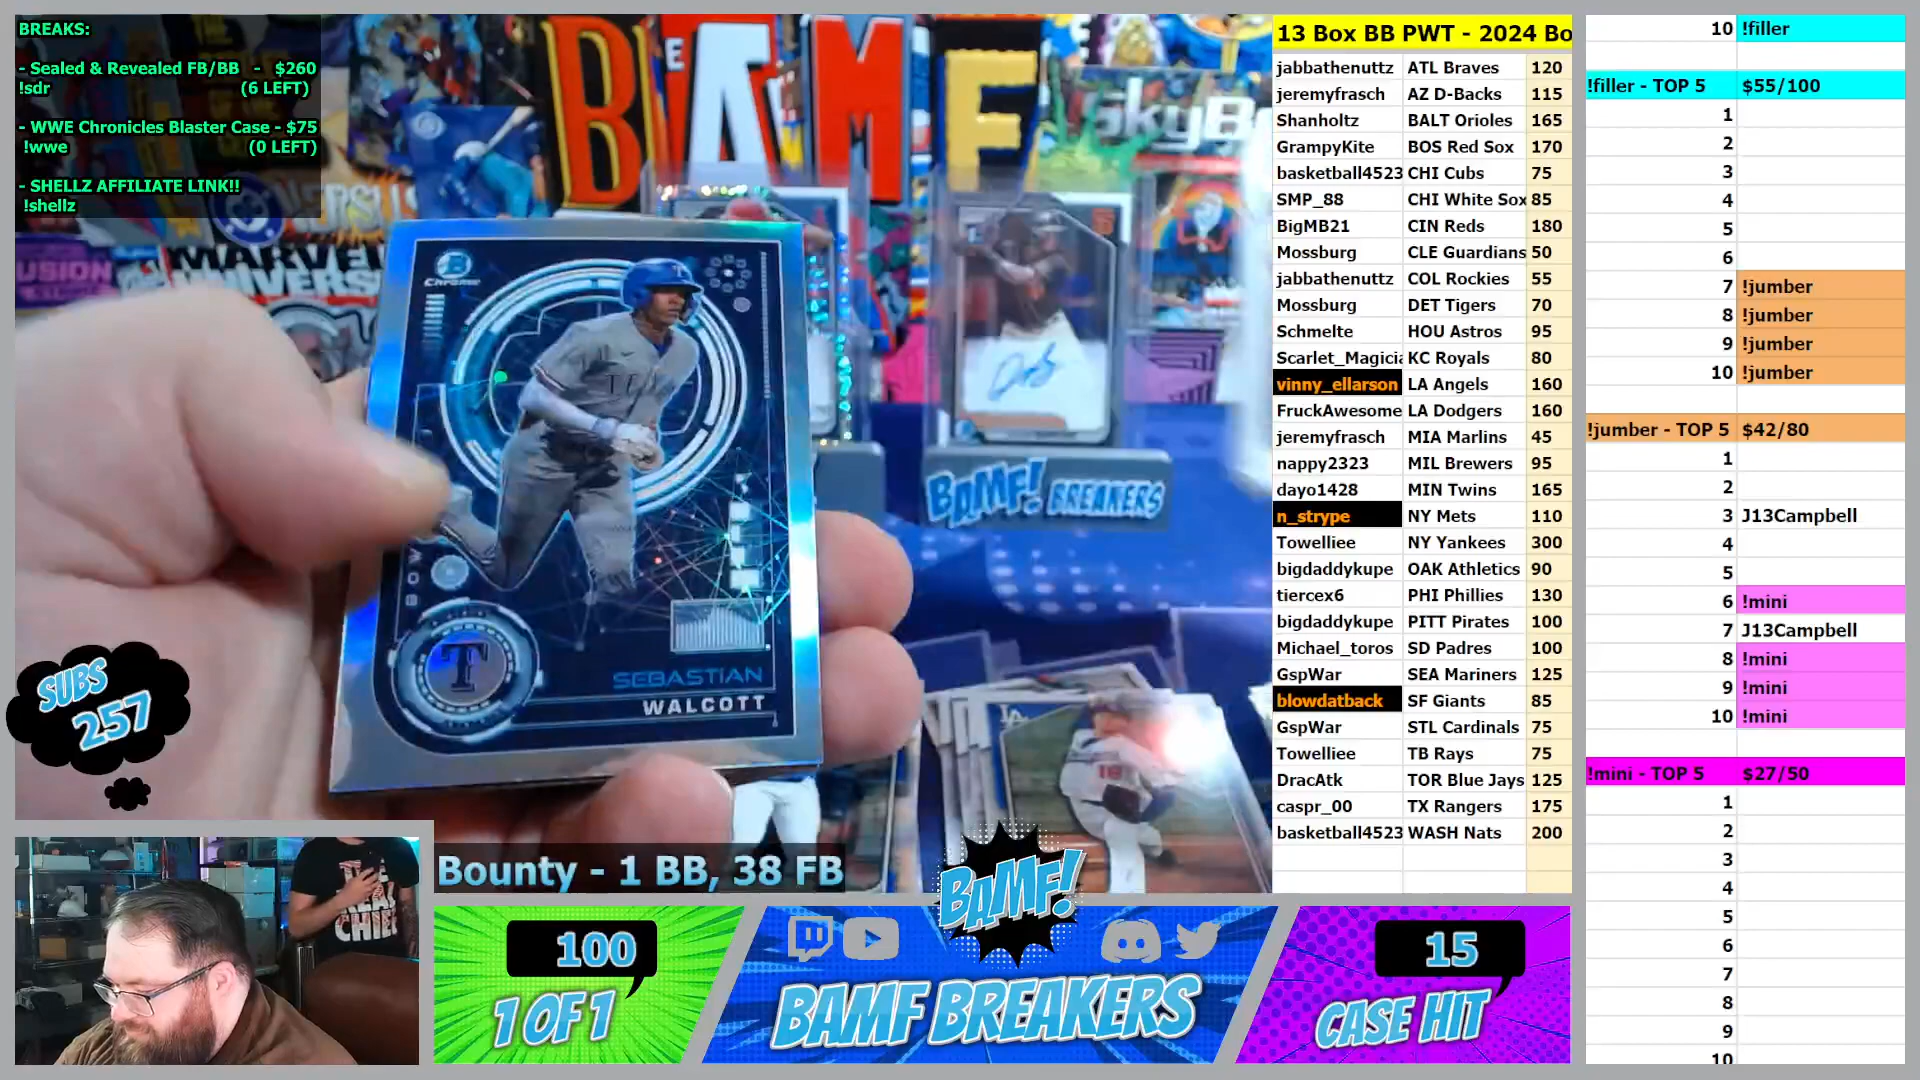 BREAKS:
- Sealed & Revealed FB/BB - $260
!sdr (6 LEFT)
- WWE Chronicles Blaster Case - $75
!wwe (0 LEFT)
- SHELLZ AFFILIATE LINK!!
!shellz
BAMF
SkyB
MARVEL
UNIVERSE
USION
Chrome
SEBASTIAN
WALCOTT
BAMF! BREAKERS
LA
SUBS
257
THE
REAL
CHIEF
Bounty - 1 BB, 38 FB
BAMF!
100
1 OF 1
BAMF BREAKERS
15
CASE HIT
13 Box BB PWT - 2024 Bo
jabbathenuttz ATL Braves 120
jeremyfrasch AZ D-Backs 115
Shanholtz BALT Orioles 165
GrampyKite BOS Red Sox 170
basketball4523 CHI Cubs 75
SMP_88 CHI White Sox 85
BigMB21 CIN Reds 180
Mossburg CLE Guardians 50
jabbathenuttz COL Rockies 55
Mossburg DET Tigers 70
Schmelte HOU Astros 95
Scarlet_Magicia KC Royals 80
vinny_ellarson LA Angels 160
FruckAwesome LA Dodgers 160
jeremyfrasch MIA Marlins 45
nappy2323 MIL Brewers 95
dayo1428 MIN Twins 165
n_strype NY Mets 110
Towelliee NY Yankees 300
bigdaddykupe OAK Athletics 90
tiercex6 PHI Phillies 130
bigdaddykupe PITT Pirates 100
Michael_toros SD Padres 100
GspWar SEA Mariners 125
blowdatback SF Giants 85
GspWar STL Cardinals 75
Towelliee TB Rays 75
DracAtk TOR Blue Jays 125
caspr_00 TX Rangers 175
basketball4523 WASH Nats 200
10 !filler
!filler - TOP 5 $55/100
1
2
3
4
5
6
7 !jumber
8 !jumber
9 !jumber
10 !jumber
!jumber - TOP 5 $42/80
1
2
3 J13Campbell
4
5
6 !mini
7 J13Campbell
8 !mini
9 !mini
10 !mini
!mini - TOP 5 $27/50
1
2
3
4
5
6
7
8
9
10